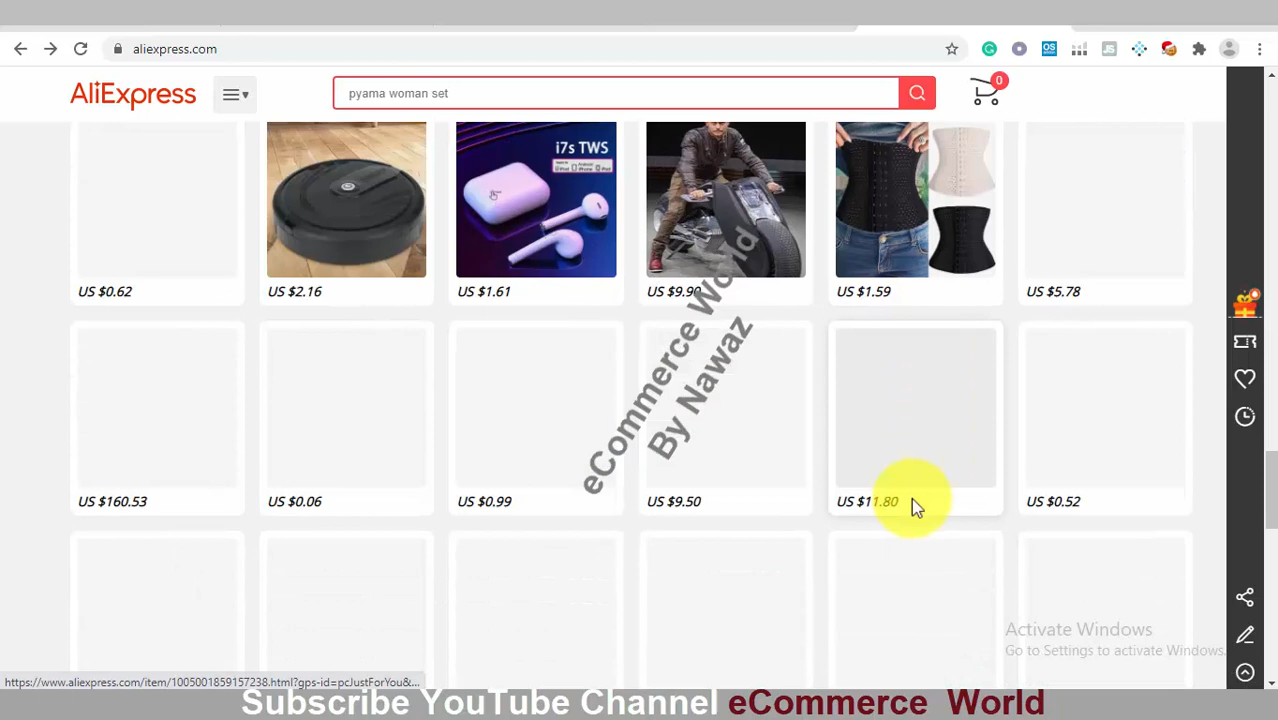 aliexpress.com
OS
JS
AliExpress
pyama woman set
0
i7s TWS
US $0.62
US $2.16
US $1.61
US $9.90
US $1.59
US $5.78
US $160.53
US $0.06
US $0.99
US $9.50
US $11.80
US $0.52
eCommerce World
By Nawaz
Activate Windows
Go to Settings to activate Windows.
https://www.aliexpress.com/item/1005001859157238.html?gps-id=pcJustForYou&...
Subscribe YouTube Channel eCommerce World